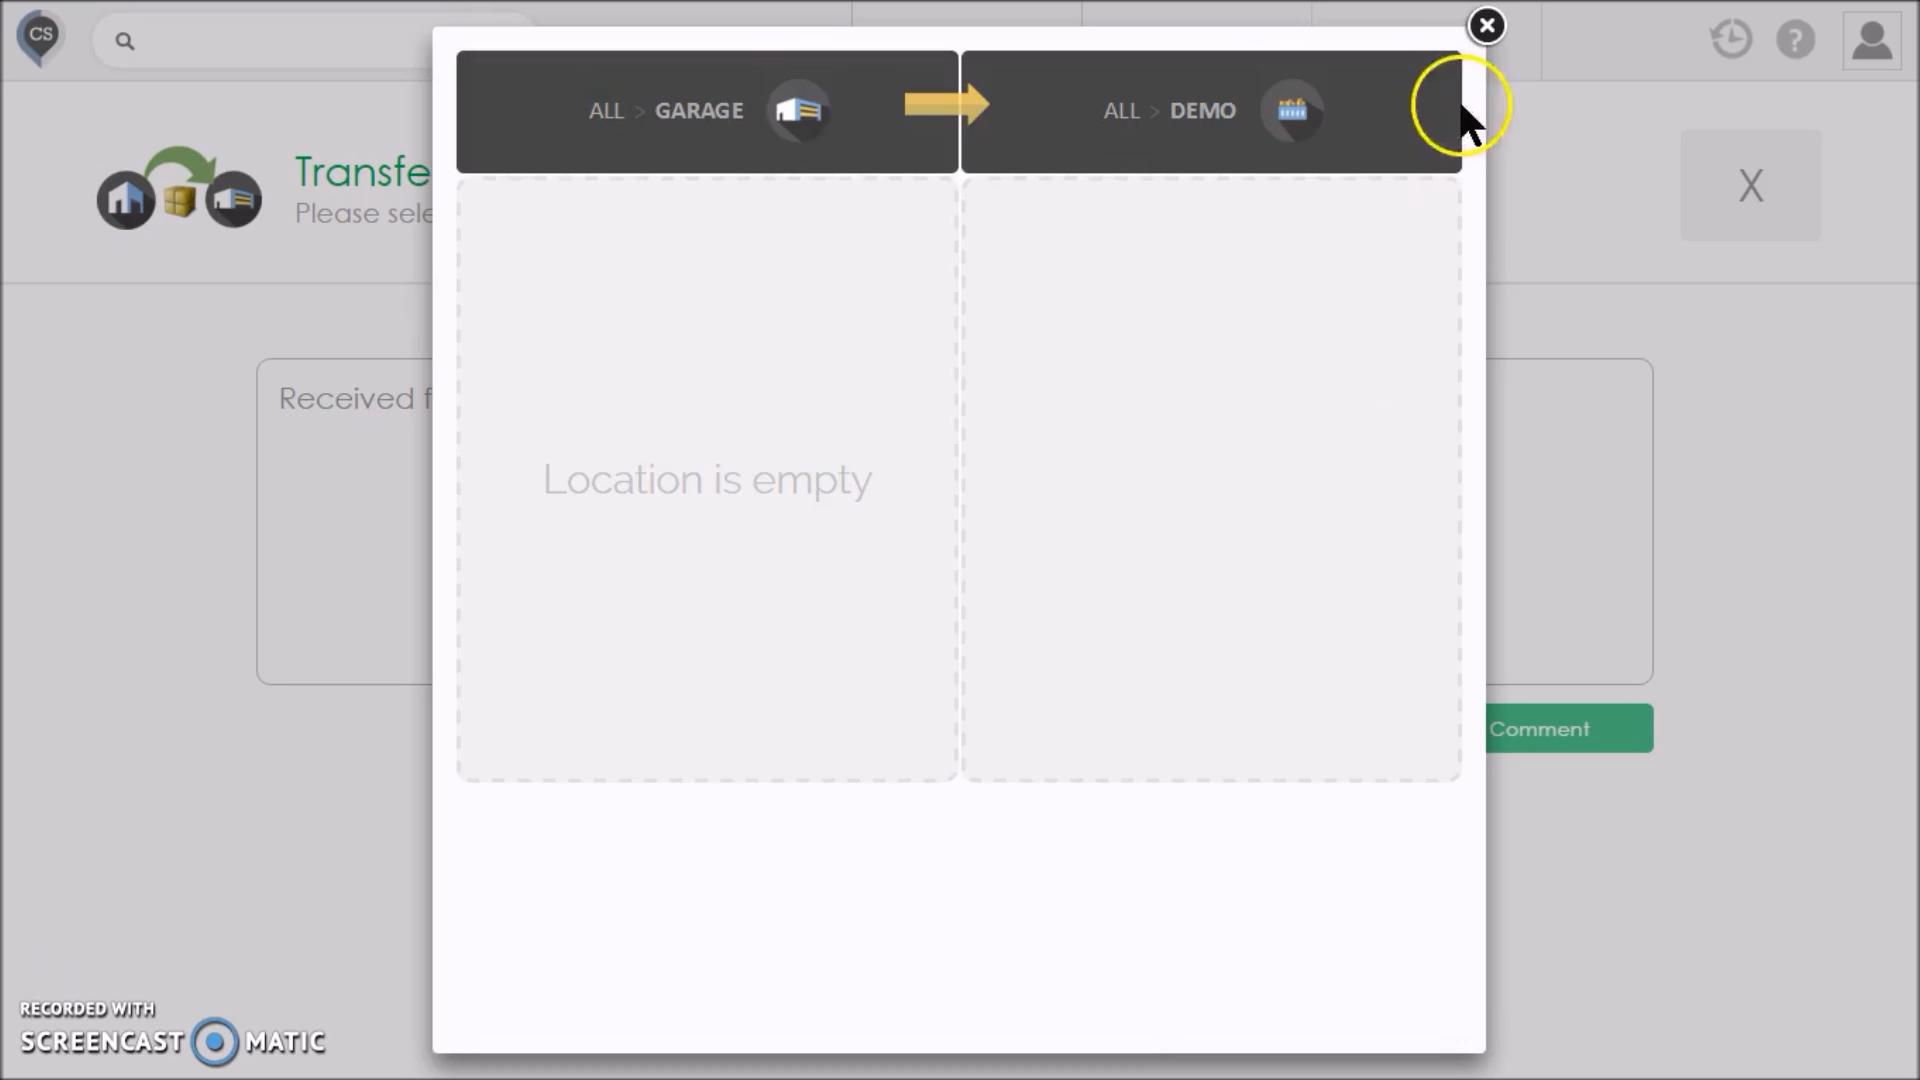 CS
ALL > GARAGE
ALL > DEMO
Transfe
Please sele
X
Received f
Location is empty
Comment
RECORDED WITH
SCREENCAST MATIC